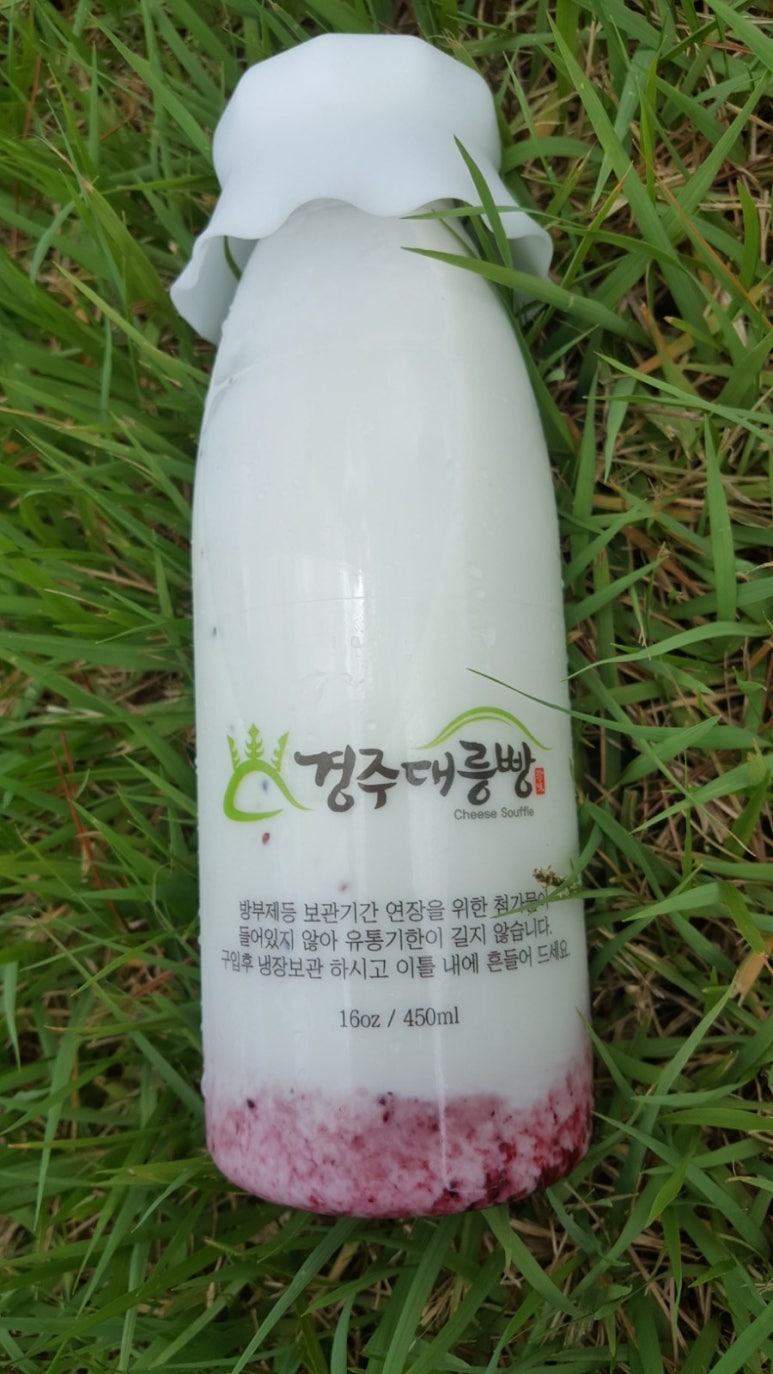 경주대릉빵
Cheese Souffle
방부제등 보관기간 연장을 위한 첨가물이
들어있지 않아 유통기한이 길지 않습니다.
구입후 냉장보관 하시고 이틀 내에 흔들어 드세요
16oz / 450ml